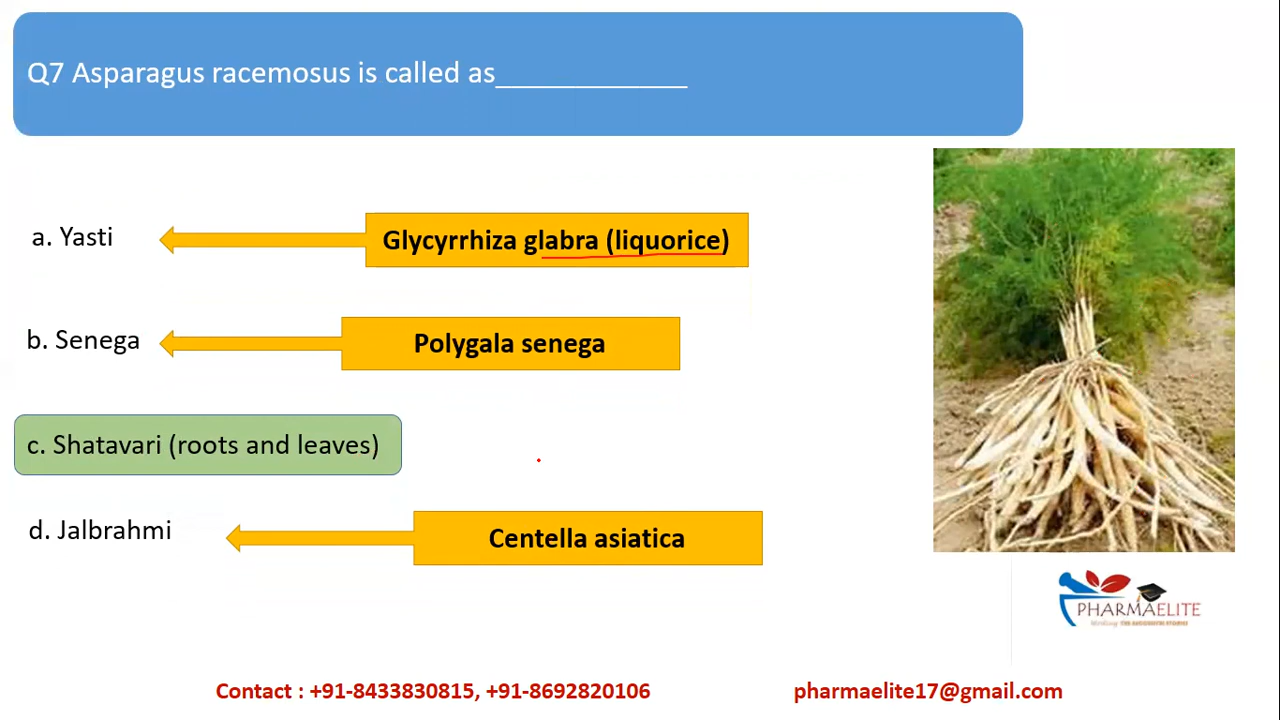 Q7 Asparagus racemosus is called as_____________
a. Yasti
Glycyrrhiza glabra (liquorice)
b. Senega
Polygala senega
c. Shatavari (roots and leaves)
d. Jalbrahmi
Centella asiatica
PHARMAELITE
Contact : +91-8433830815, +91-8692820106
pharmaelite17@gmail.com